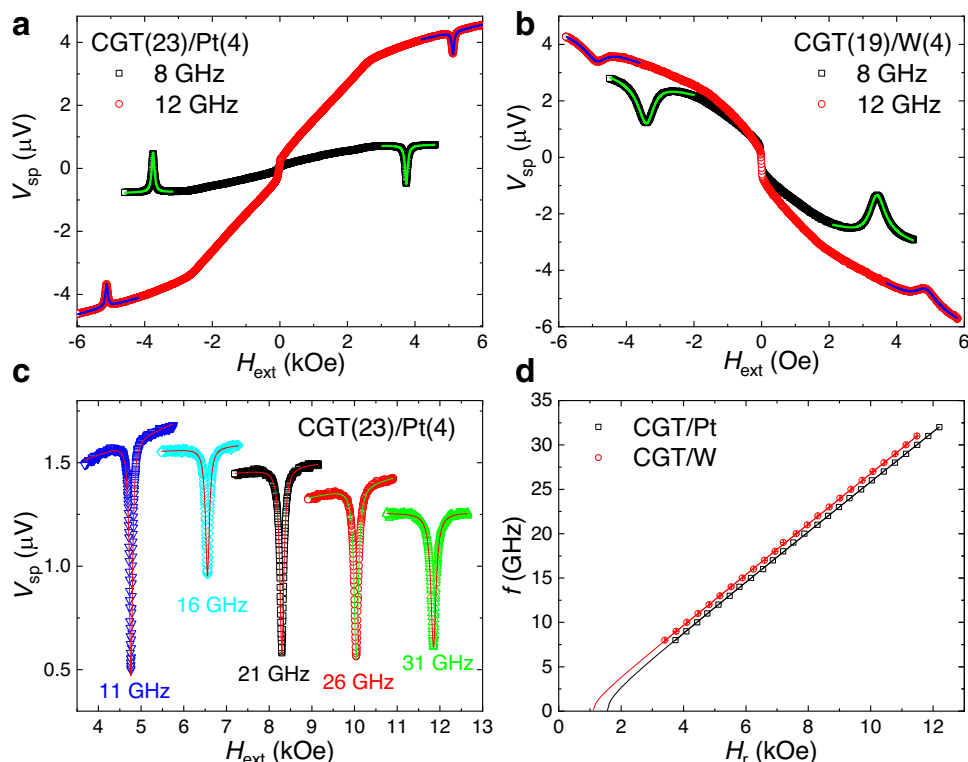 a
CGT(23)/Pt(4)
8 GHz
12 GHz
4
2
0
-2
-4
V_sp (μV)
-6 -4 -2 0 2 4 6
H_ext (kOe)
b
CGT(19)/W(4)
8 GHz
12 GHz
4
2
0
-2
-4
-6
V_sp (μV)
-6 -4 -2 0 2 4 6
H_ext (Oe)
c
CGT(23)/Pt(4)
1.5
1.0
0.5
V_sp (μV)
11 GHz
16 GHz
21 GHz
26 GHz
31 GHz
4 5 6 7 8 9 10 11 12 13
H_ext (kOe)
d
CGT/Pt
CGT/W
35
30
25
20
15
10
5
0
f (GHz)
0 2 4 6 8 10 12
H_r (kOe)